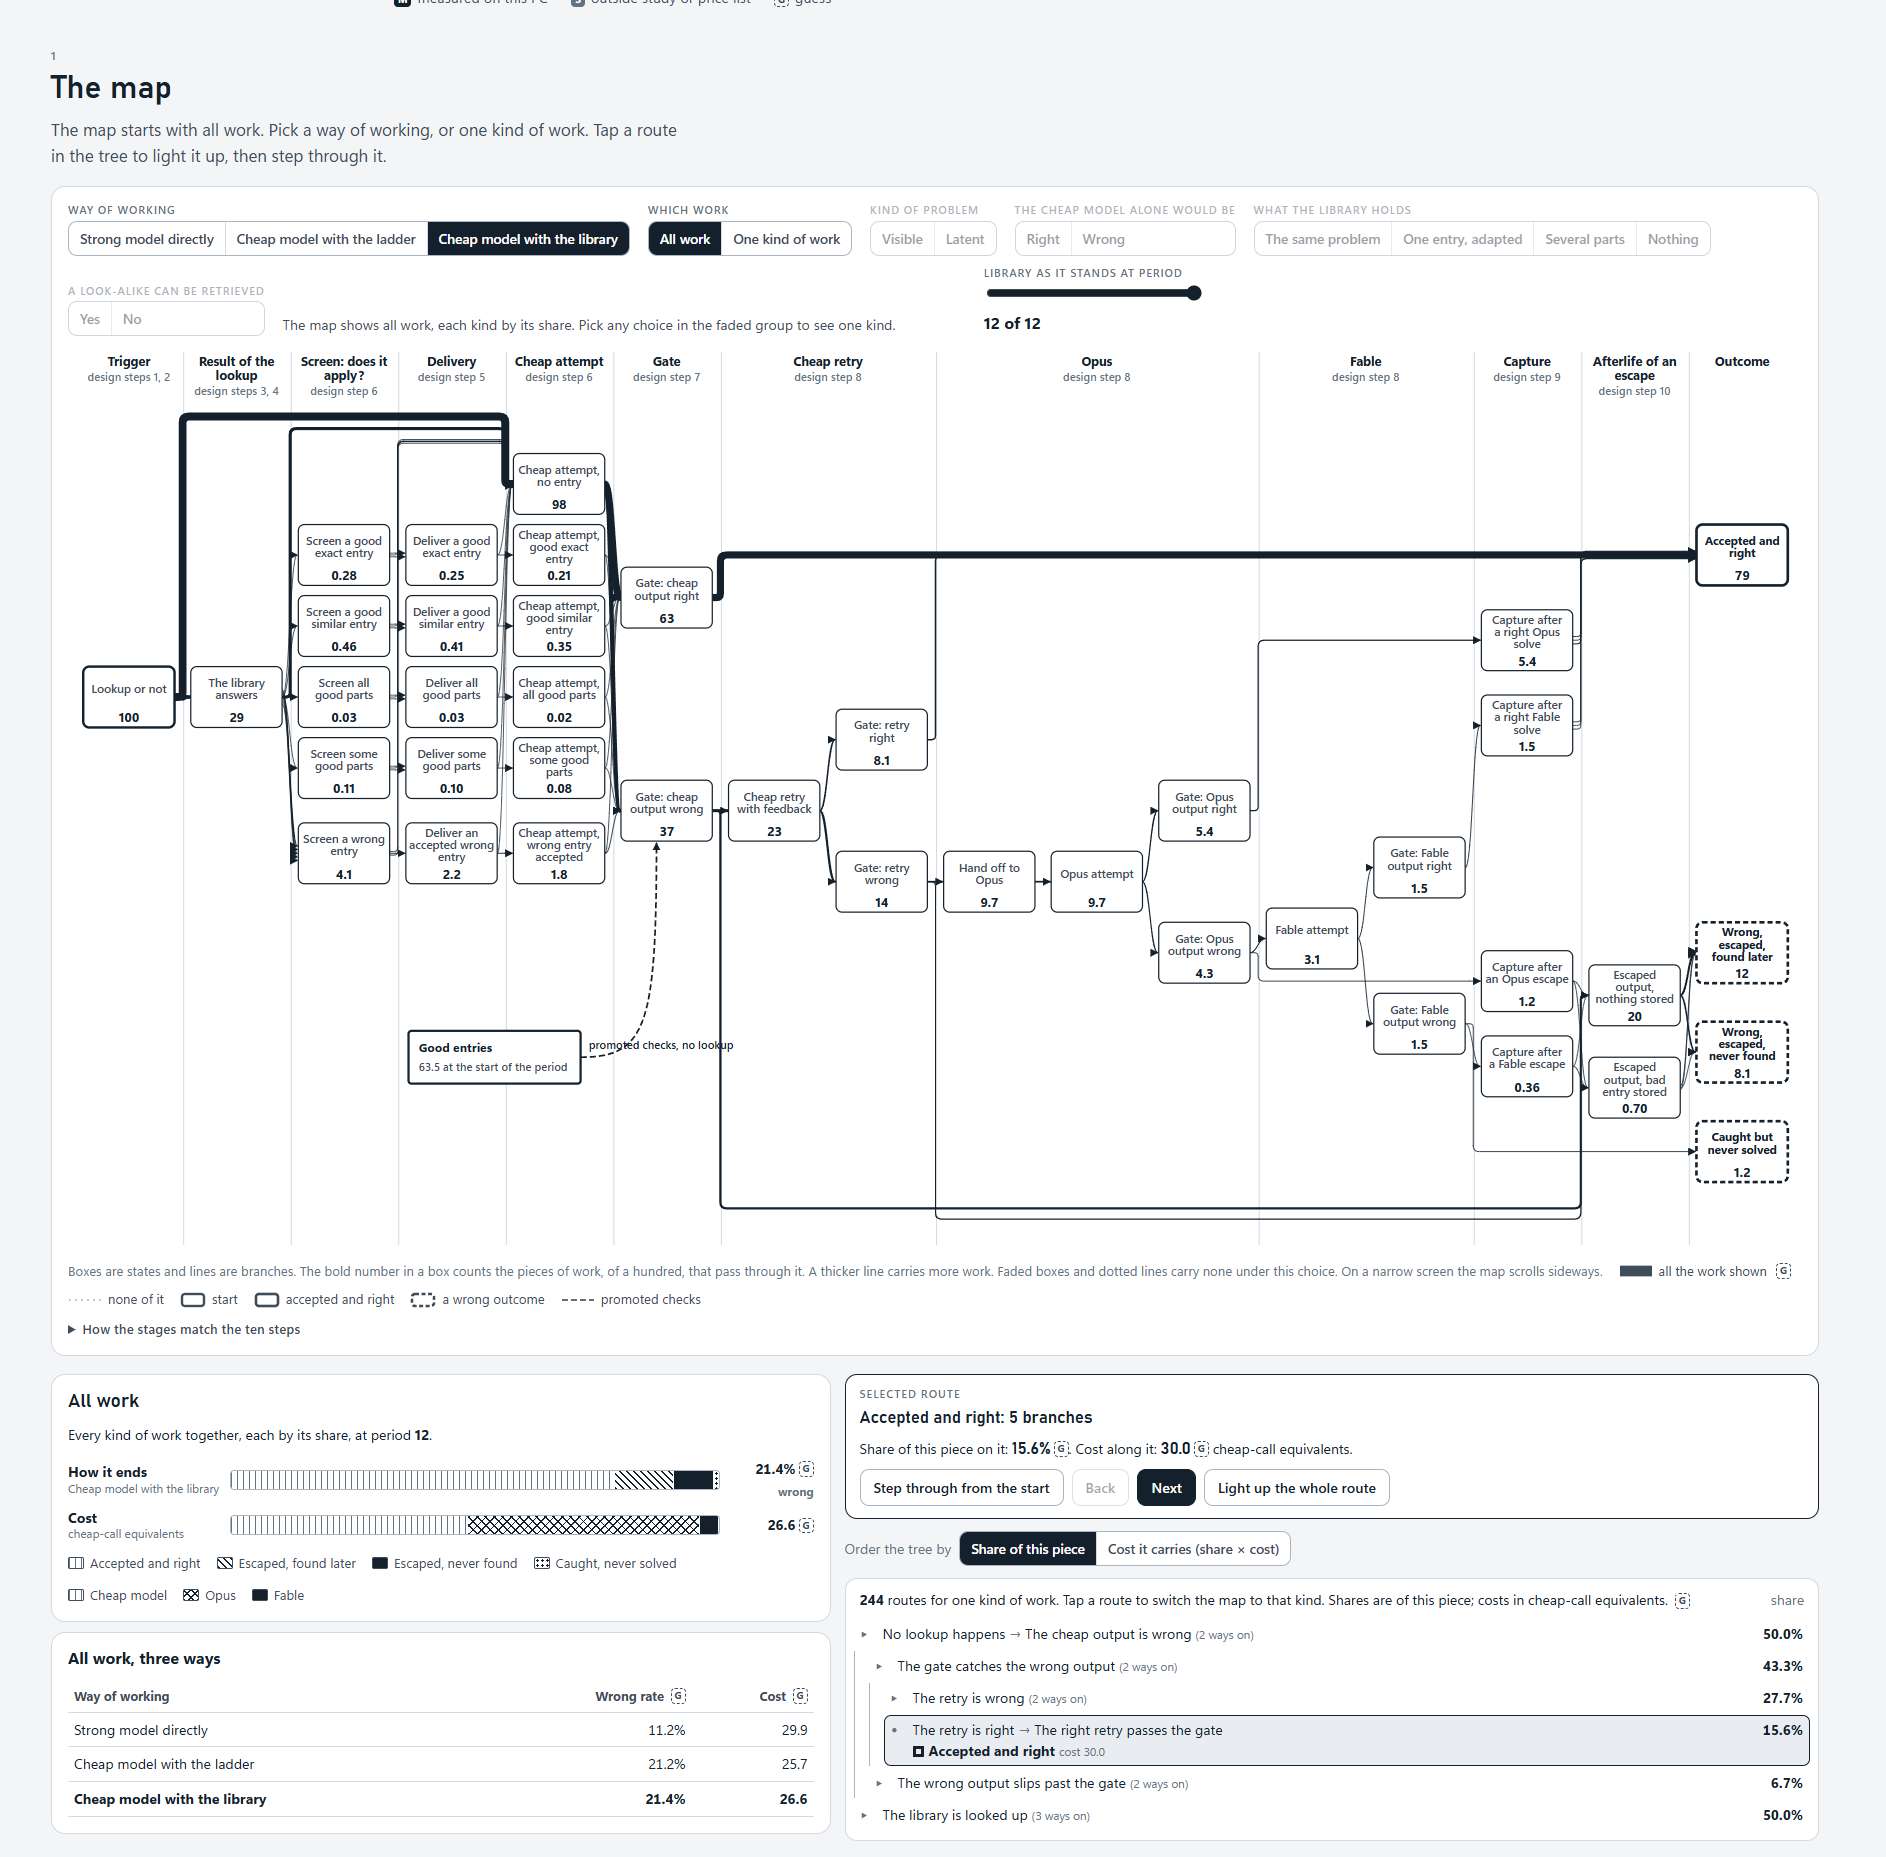 1
The map
The map starts with all work. Pick a way of working, or one kind of work. Tap a route
in the tree to light it up, then step through it.
WAY OF WORKING
Strong model directly
Cheap model with the ladder
Cheap model with the library
WHICH WORK
All work
One kind of work
KIND OF PROBLEM
Visible
Latent
THE CHEAP MODEL ALONE WOULD BE
Right
Wrong
WHAT THE LIBRARY HOLDS
The same problem
One entry, adapted
Several parts
Nothing
A LOOK-ALIKE CAN BE RETRIEVED
Yes
No
The map shows all work, each kind by its share. Pick any choice in the faded group to see one kind.
LIBRARY AS IT STANDS AT PERIOD
12 of 12
Trigger
design steps 1, 2
Result of the
lookup
design steps 3, 4
Screen: does it
apply?
design step 6
Delivery
design step 5
Cheap attempt
design step 6
Gate
design step 7
Cheap retry
design step 8
Opus
design step 8
Fable
design step 8
Capture
design step 9
Afterlife of an
escape
design step 10
Outcome
Lookup or not
100
The library
answers
29
Screen a good
exact entry
0.28
Screen a good
similar entry
0.46
Screen all
good parts
0.03
Screen some
good parts
0.11
Screen a wrong
entry
4.1
Deliver a good
exact entry
0.25
Deliver a good
similar entry
0.41
Deliver all
good parts
0.03
Deliver some
good parts
0.10
Deliver an
accepted wrong
entry
2.2
Cheap attempt,
no entry
98
Cheap attempt,
good exact
entry
0.21
Cheap attempt,
good similar
entry
0.35
Cheap attempt,
all good parts
0.02
Cheap attempt,
some good
parts
0.08
Cheap attempt,
wrong entry
accepted
1.8
Gate: cheap
output right
63
Gate: cheap
output wrong
37
Cheap retry
with feedback
23
Gate: retry
right
8.1
Gate: retry
wrong
14
Hand off to
Opus
9.7
Opus attempt
9.7
Gate: Opus
output right
5.4
Gate: Opus
output wrong
4.3
Fable attempt
3.1
Gate: Fable
output right
1.5
Gate: Fable
output wrong
1.5
Capture after
a right Opus
solve
5.4
Capture after
a right Fable
solve
1.5
Capture after
an Opus escape
1.2
Capture after
a Fable escape
0.36
Escaped
output,
nothing stored
20
Escaped
output, bad
entry stored
0.70
Accepted and
right
79
Wrong,
escaped,
found later
12
Wrong,
escaped,
never found
8.1
Caught but
never solved
1.2
Good entries
63.5 at the start of the period
promoted checks, no lookup
Boxes are states and lines are branches. The bold number in a box counts the pieces of work, of a hundred, that pass through it. A thicker line carries more work. Faded boxes and dotted lines carry none under this choice. On a narrow screen the map scrolls sideways.
all the work shown G
none of it
start
accepted and right
a wrong outcome
promoted checks
How the stages match the ten steps
All work
Every kind of work together, each by its share, at period 12.
How it ends
Cheap model with the library
21.4% G
wrong
Cost
cheap-call equivalents
26.6 G
Accepted and right
Escaped, found later
Escaped, never found
Caught, never solved
Cheap model
Opus
Fable
All work, three ways
Way of working Wrong rate G Cost G
Strong model directly 11.2% 29.9
Cheap model with the ladder 21.2% 25.7
Cheap model with the library 21.4% 26.6
SELECTED ROUTE
Accepted and right: 5 branches
Share of this piece on it: 15.6% G. Cost along it: 30.0 G cheap-call equivalents.
Step through from the start
Back
Next
Light up the whole route
Order the tree by
Share of this piece
Cost it carries (share × cost)
244 routes for one kind of work. Tap a route to switch the map to that kind. Shares are of this piece; costs in cheap-call equivalents. G share
No lookup happens → The cheap output is wrong (2 ways on) 50.0%
The gate catches the wrong output (2 ways on) 43.3%
The retry is wrong (2 ways on) 27.7%
The retry is right → The right retry passes the gate 15.6%
Accepted and right cost 30.0
The wrong output slips past the gate (2 ways on) 6.7%
The library is looked up (3 ways on) 50.0%